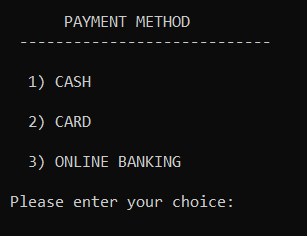 PAYMENT METHOD
----------------------------
1) CASH
2) CARD
3) ONLINE BANKING
Please enter your choice: